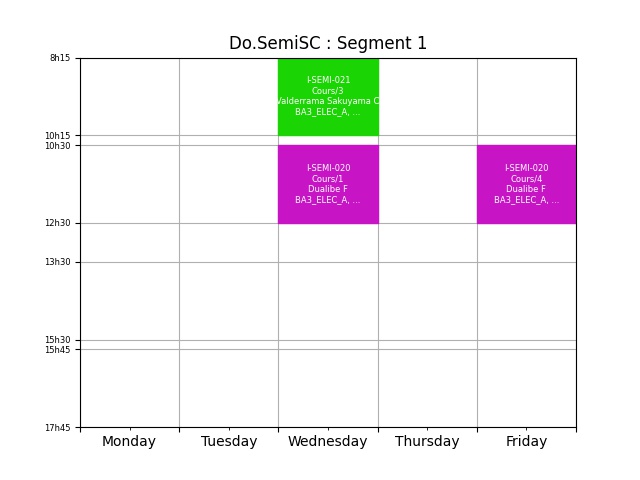 Do.SemiSC : Segment 1
8h15
I-SEMI-021
Cours/3
Valderrama Sakuyama C
BA3_ELEC_A, ...
10h15
10h30
I-SEMI-020
Cours/1
Dualibe F
BA3_ELEC_A, ...
I-SEMI-020
Cours/4
Dualibe F
BA3_ELEC_A, ...
12h30
13h30
15h30
15h45
17h45
Monday Tuesday Wednesday Thursday Friday